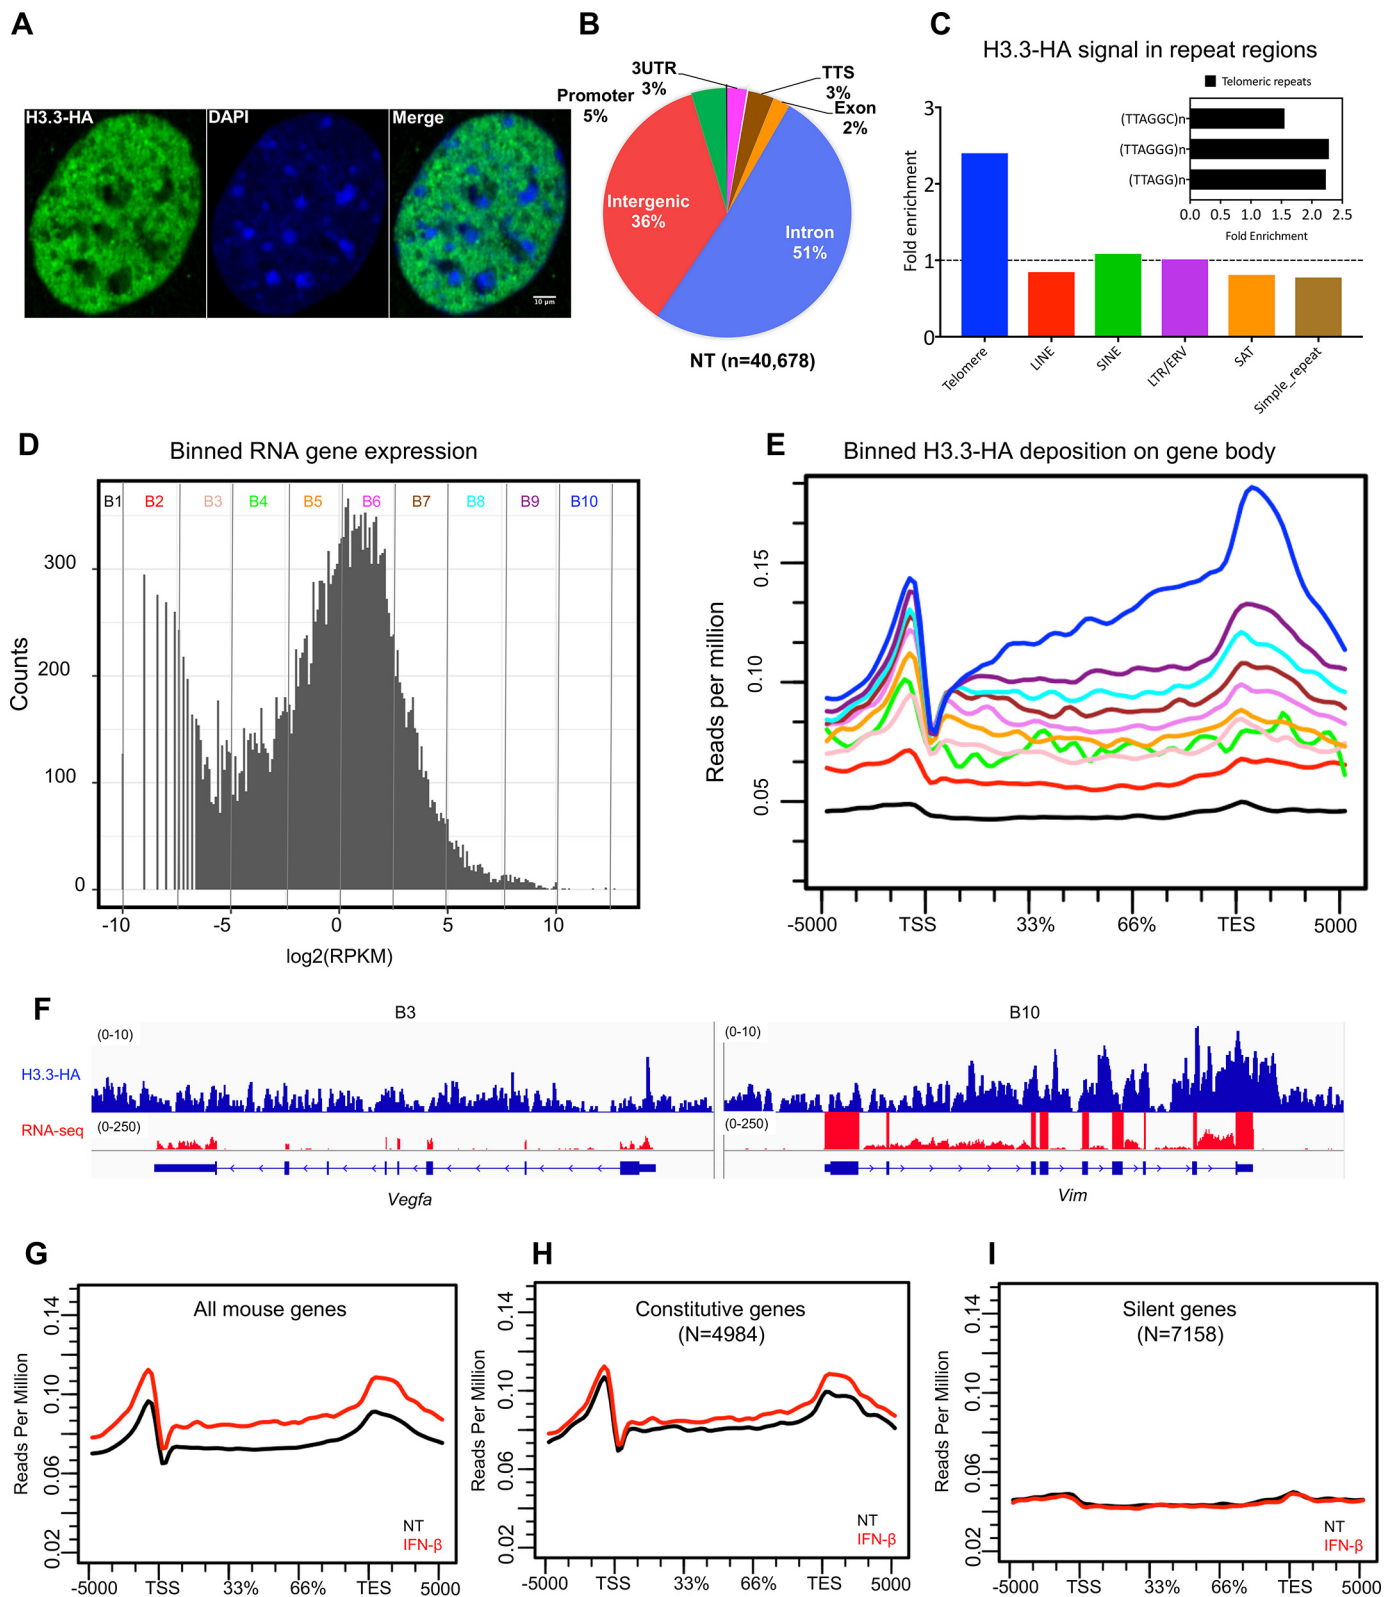 A
H3.3-HA
DAPI
Merge
10 μm
B
3UTR
3%
TTS
3%
Promoter
5%
Exon
2%
Intergenic
36%
Intron
51%
NT (n=40,678)
C
H3.3-HA signal in repeat regions
Telomeric repeats
(TTAGGC)n
(TTAGGG)n
(TTAGG)n
0.0 0.5 1.0 1.5 2.0 2.5
Fold Enrichment
Fold enrichment
3
2
1
0
Telomere
LINE
SINE
LTR/ERV
SAT
Simple_repeat
D
Binned RNA gene expression
B1 B2 B3 B4 B5 B6 B7 B8 B9 B10
Counts
300
200
100
0
-10 -5 0 5 10
log2(RPKM)
E
Binned H3.3-HA deposition on gene body
Reads per million
0.15
0.10
0.05
-5000 TSS 33% 66% TES 5000
F
B3
B10
(0-10)
(0-10)
H3.3-HA
RNA-seq
(0-250)
(0-250)
Vegfa
Vim
G
All mouse genes
Reads Per Million
0.14
0.10
0.06
0.02
NT
IFN-β
-5000 TSS 33% 66% TES 5000
H
Constitutive genes
(N=4984)
Reads Per Million
0.14
0.10
0.06
0.02
NT
IFN-β
-5000 TSS 33% 66% TES 5000
I
Silent genes
(N=7158)
Reads Per Million
0.14
0.10
0.06
0.02
NT
IFN-β
-5000 TSS 33% 66% TES 5000